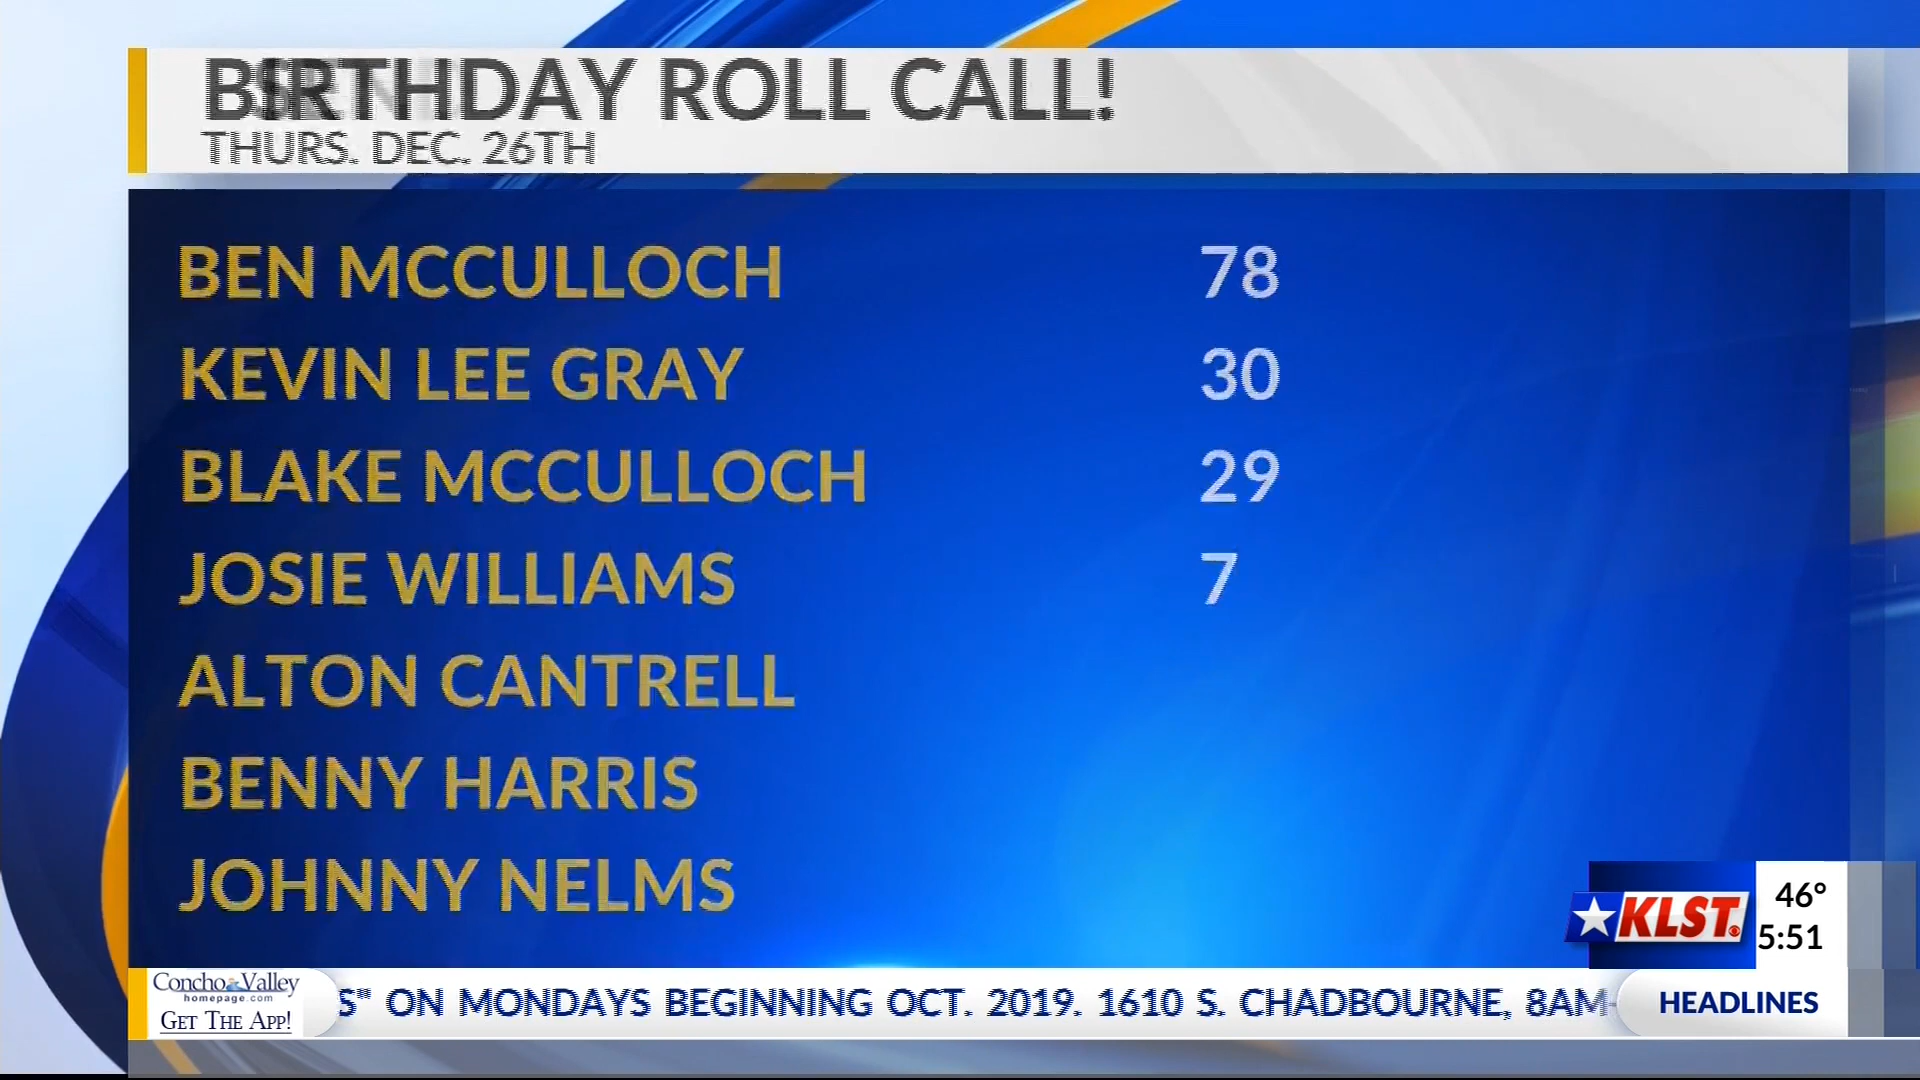 BIRTHDAY ROLL CALL!
THURS. DEC. 26TH
BEN MCCULLOCH 78
KEVIN LEE GRAY 30
BLAKE MCCULLOCH 29
JOSIE WILLIAMS 7
ALTON CANTRELL
BENNY HARRIS
JOHNNY NELMS
KLST
46°
5:51
Concho Valley
homepage.com
GET THE APP!
S" ON MONDAYS BEGINNING OCT. 2019. 1610 S. CHADBOURNE, 8AM-
HEADLINES